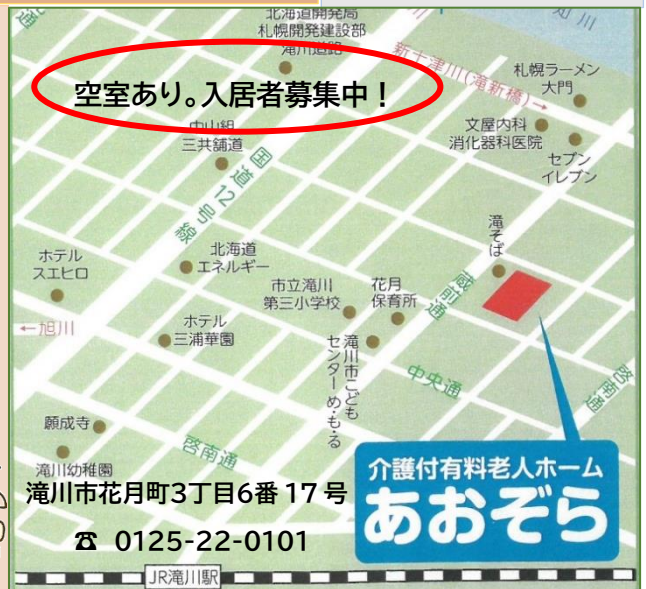 北海道開発局
札幌開発建設部
滝川道路
新十津川(滝新橋)→
札幌ラーメン
大門
空室あり。入居者募集中！
文屋内科
消化器科医院
セブン
イレブン
中山組
三共舗道
国道12号線
滝そば
ホテル
スエヒロ
北海道
エネルギー
市立滝川
第三小学校
花月
保育所
蔵前通
←旭川
ホテル
三浦華園
滝川市こども
センターめ・も・る
中央通
啓南通
願成寺
啓南通
滝川幼稚園
滝川市花月町3丁目6番17号
☎ 0125-22-0101
介護付有料老人ホーム
あおぞら
JR滝川駅